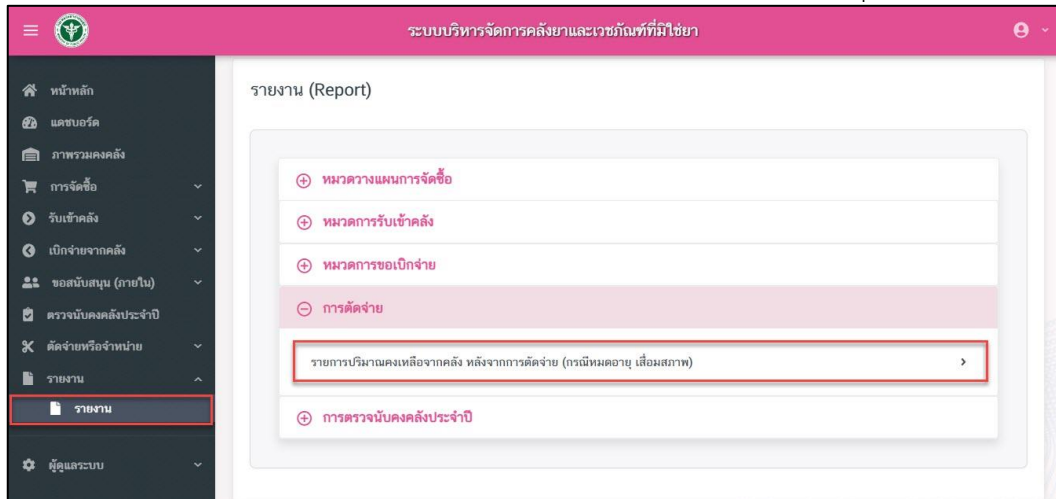 ระบบบริหารจัดการคลังยาและเวชภัณฑ์ที่มิใช่ยา
หน้าหลัก
แดชบอร์ด
ภาพรวมคงคลัง
การจัดซื้อ
รับเข้าคลัง
เบิกจ่ายจากคลัง
ขอสนับสนุน (ภายใน)
ตรวจนับคงคลังประจำปี
ตัดจ่ายหรือจำหน่าย
รายงาน
รายงาน
ผู้ดูแลระบบ
รายงาน (Report)
หมวดวางแผนการจัดซื้อ
หมวดการรับเข้าคลัง
หมวดการขอเบิกจ่าย
การตัดจ่าย
รายการปริมาณคงเหลือจากคลัง หลังจากการตัดจ่าย (กรณีหมดอายุ เสื่อมสภาพ)
การตรวจนับคงคลังประจำปี